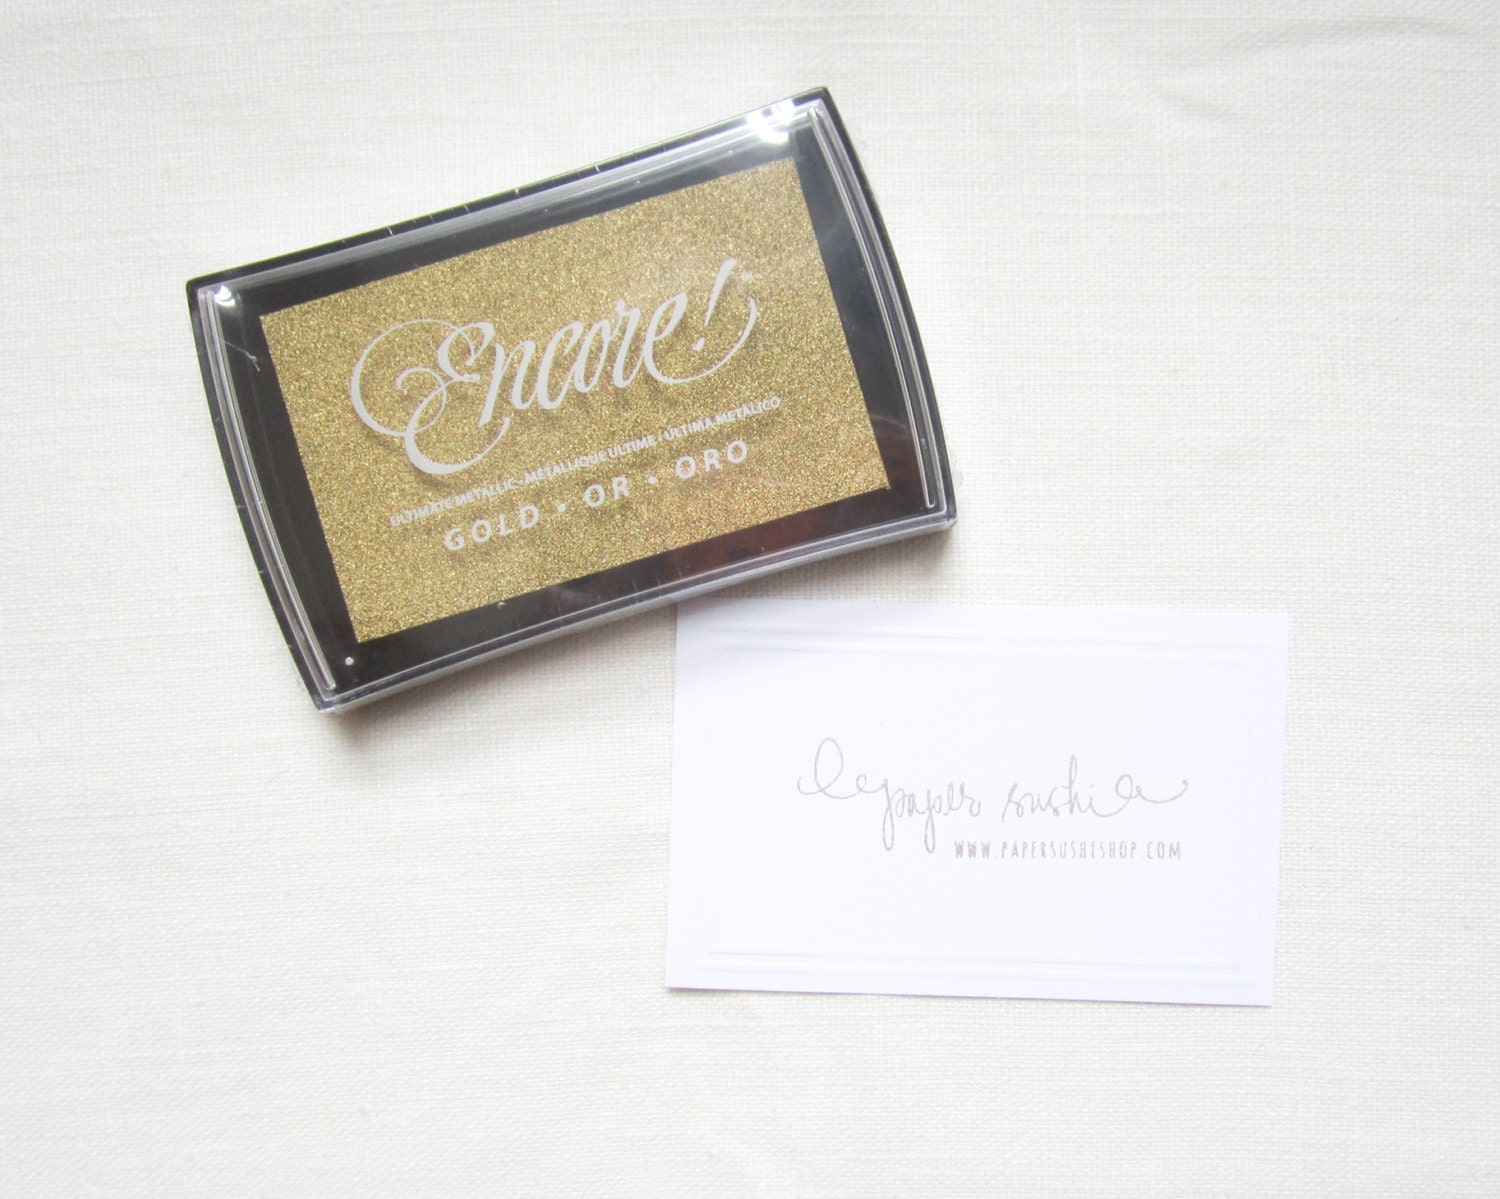 Encore!
ULTIMATE METALLIC • MÉTALLIQUE ULTIME • ÚLTIMA METÁLICO
GOLD • OR • ORO
paper sushi
WWW.PAPERSUSHISHOP.COM